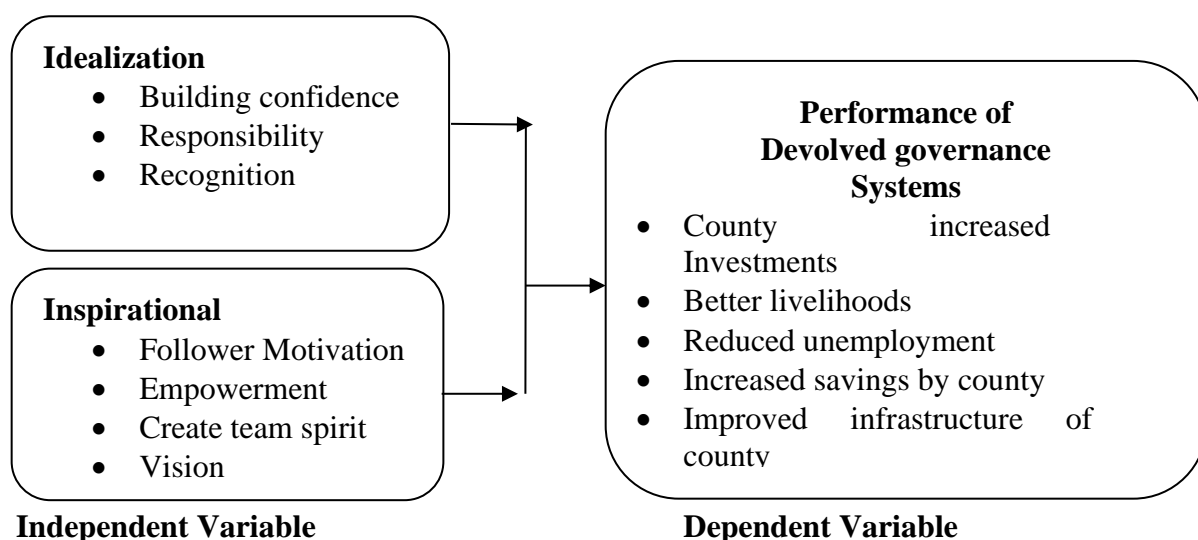 Idealization
• Building confidence
• Responsibility
• Recognition
Inspirational
• Follower Motivation
• Empowerment
• Create team spirit
• Vision
Independent Variable
Performance of
Devolved governance
Systems
• County increased
Investments
• Better livelihoods
• Reduced unemployment
• Increased savings by county
• Improved infrastructure of
county
Dependent Variable